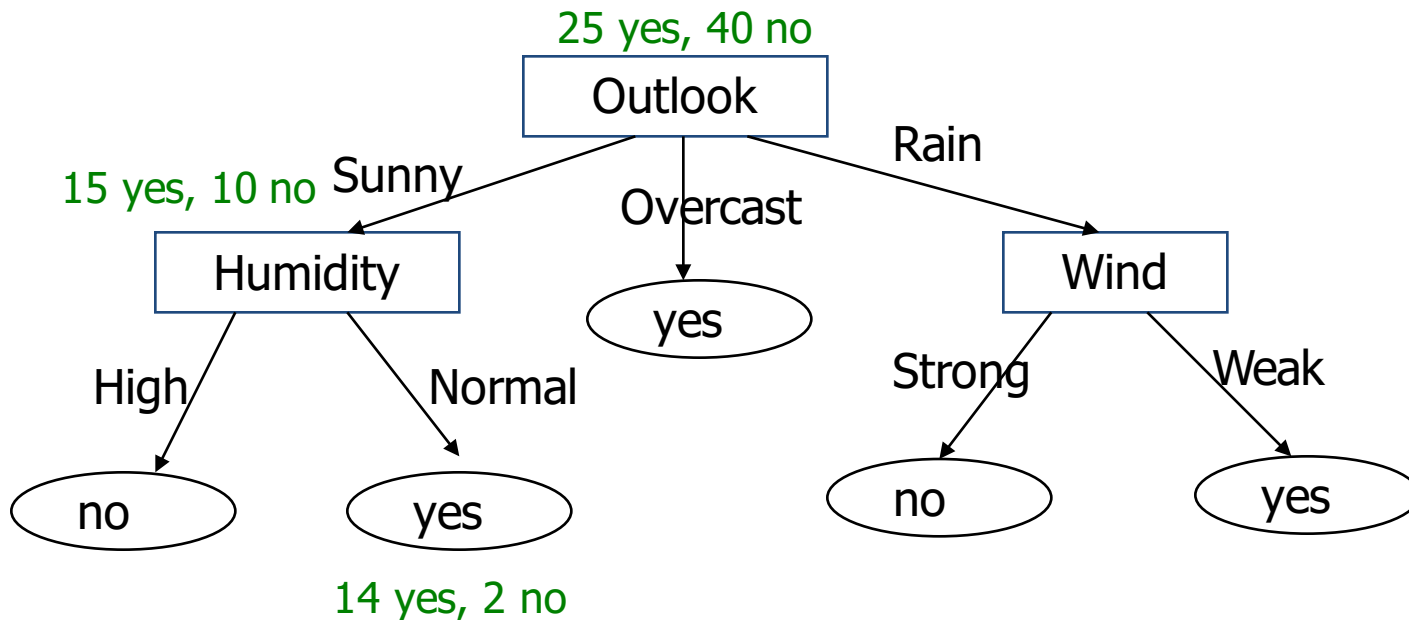 25 yes, 40 no
Outlook
Rain
Sunny
15 yes, 10 no
Overcast
Humidity
Wind
yes
High
Normal
Strong
Weak
no
yes
no
yes
14 yes, 2 no